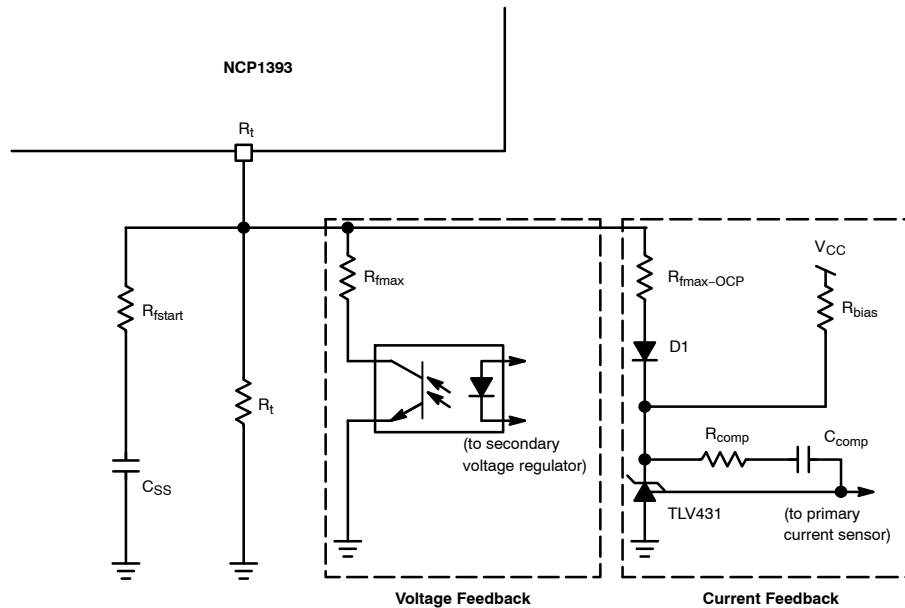 NCP1393
Rt
VCC
Rfmax
Rfmax–OCP
Rfstart
Rbias
D1
Rt
Rcomp
Ccomp
(to secondary
voltage regulator)
CSS
TLV431
(to primary
current sensor)
Voltage Feedback
Current Feedback